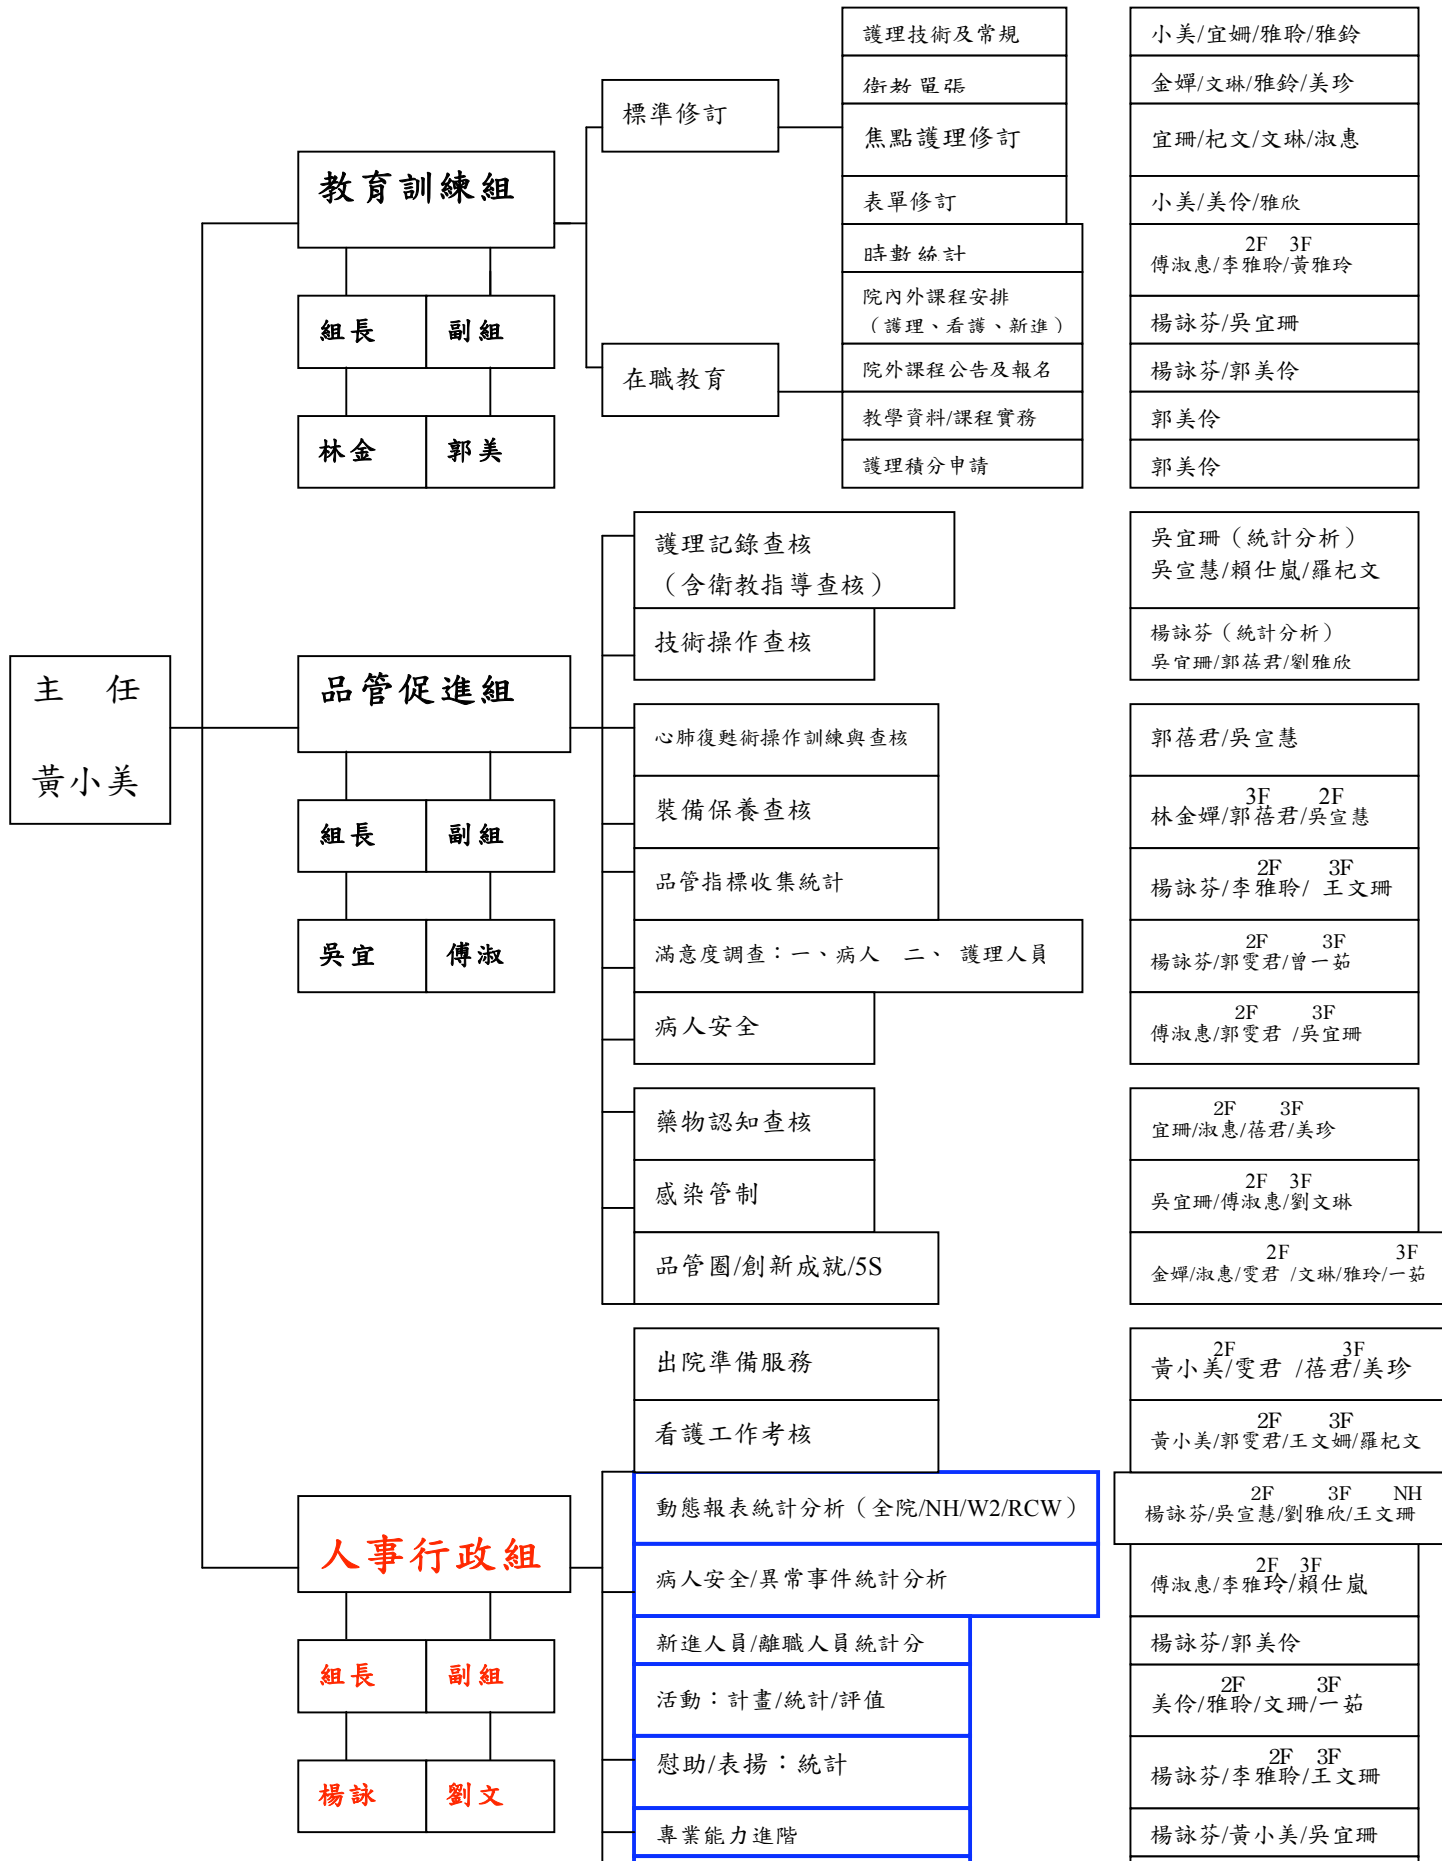 護理技術及常規
小美/宜姍/雅聆/雅鈴
衛教單張
金嬋/文琳/雅鈴/美珍
標準修訂
焦點護理修訂
宜珊/杞文/文琳/淑惠
教育訓練組
表單修訂
小美/美伶/雅欣
時數統計
2F 3F
傅淑惠/李雅聆/黃雅玲
組長
副組
院內外課程安排
（護理、看護、新進）
楊詠芬/吳宜珊
在職教育
院外課程公告及報名
楊詠芬/郭美伶
林金
郭美
教學資料/課程實務
郭美伶
護理積分申請
郭美伶
護理記錄查核
（含衛教指導查核）
吳宜珊（統計分析）
吳宣慧/賴仕嵐/羅杞文
技術操作查核
楊詠芬（統計分析）
吳宜珊/郭蓓君/劉雅欣
主 任
黃小美
品管促進組
心肺復甦術操作訓練與查核
郭蓓君/吳宣慧
組長
副組
裝備保養查核
3F 2F
林金嬋/郭蓓君/吳宣慧
品管指標收集統計
2F 3F
楊詠芬/李雅聆/ 王文珊
吳宜
傅淑
滿意度調查：一、病人 二、 護理人員
2F 3F
楊詠芬/郭雯君/曾一茹
病人安全
2F 3F
傅淑惠/郭雯君 /吳宜珊
藥物認知查核
2F 3F
宜珊/淑惠/蓓君/美珍
感染管制
2F 3F
吳宜珊/傅淑惠/劉文琳
品管圈/創新成就/5S
2F 3F
金嬋/淑惠/雯君 /文琳/雅玲/一茹
出院準備服務
2F 3F
黃小美/雯君 /蓓君/美珍
看護工作考核
2F 3F
黃小美/郭雯君/王文姍/羅杞文
人事行政組
動態報表統計分析（全院/NH/W2/RCW）
2F 3F NH
楊詠芬/吳宣慧/劉雅欣/王文珊
病人安全/異常事件統計分析
2F 3F
傅淑惠/李雅玲/賴仕嵐
組長
副組
新進人員/離職人員統計分
楊詠芬/郭美伶
活動：計畫/統計/評值
2F 3F
美伶/雅聆/文珊/一茹
楊詠
劉文
慰助/表揚：統計
2F 3F
楊詠芬/李雅聆/王文珊
專業能力進階
楊詠芬/黃小美/吳宜珊